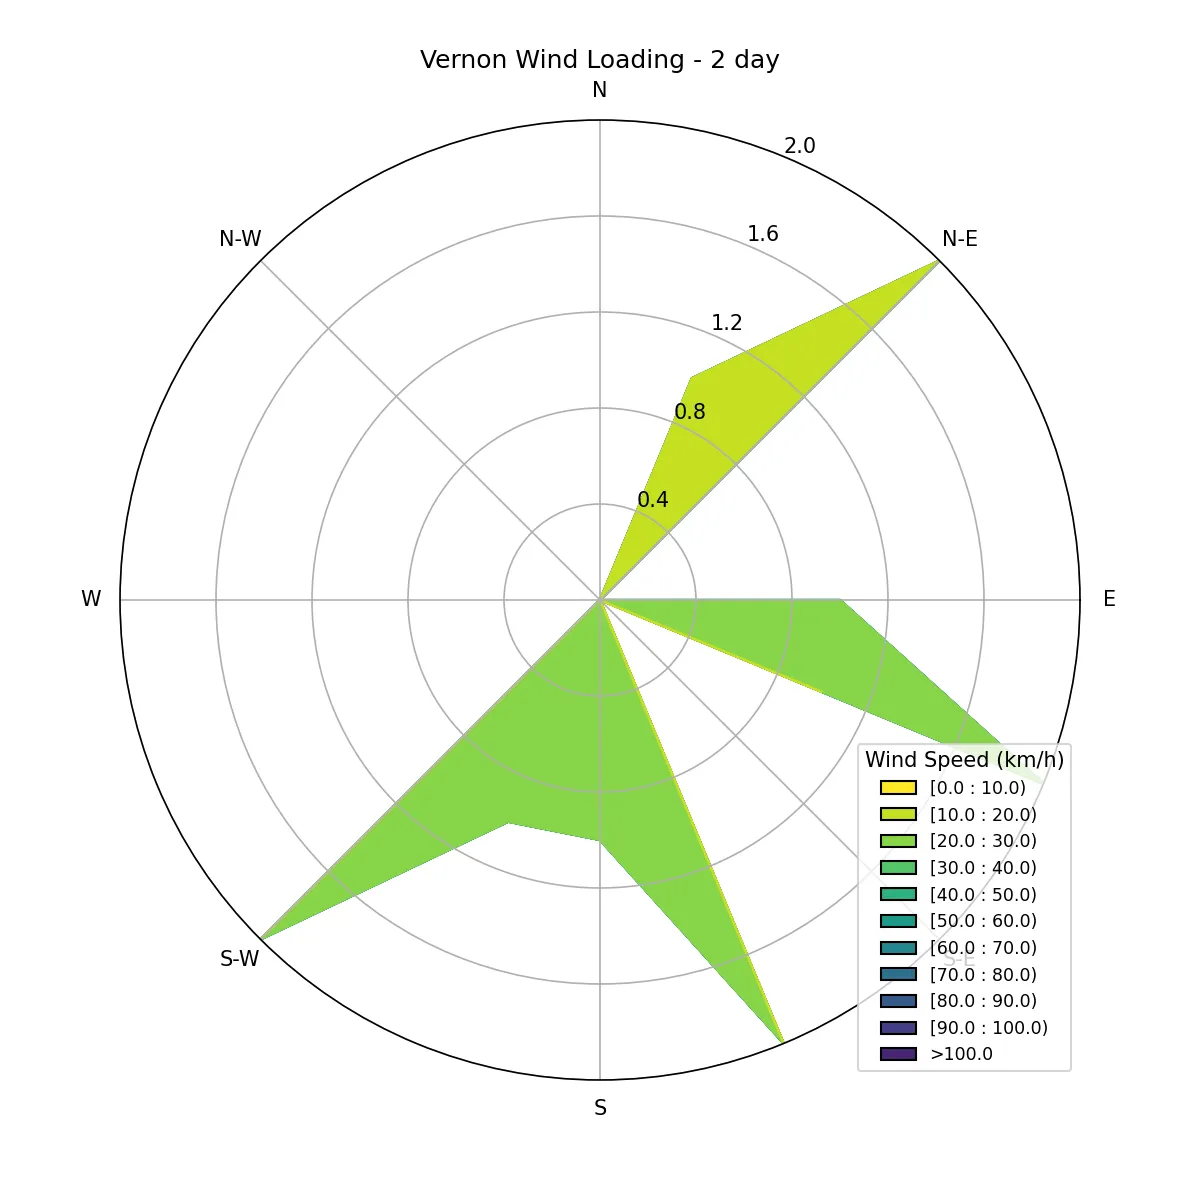 Vernon Wind Loading - 2 day
N
2.0
1.6
N-W
N-E
1.2
0.8
0.4
W
E
Wind Speed (km/h)
[0.0 : 10.0)
[10.0 : 20.0)
[20.0 : 30.0)
[30.0 : 40.0)
[40.0 : 50.0)
[50.0 : 60.0)
[60.0 : 70.0)
[70.0 : 80.0)
[80.0 : 90.0)
[90.0 : 100.0)
>100.0
S-W
S-E
S